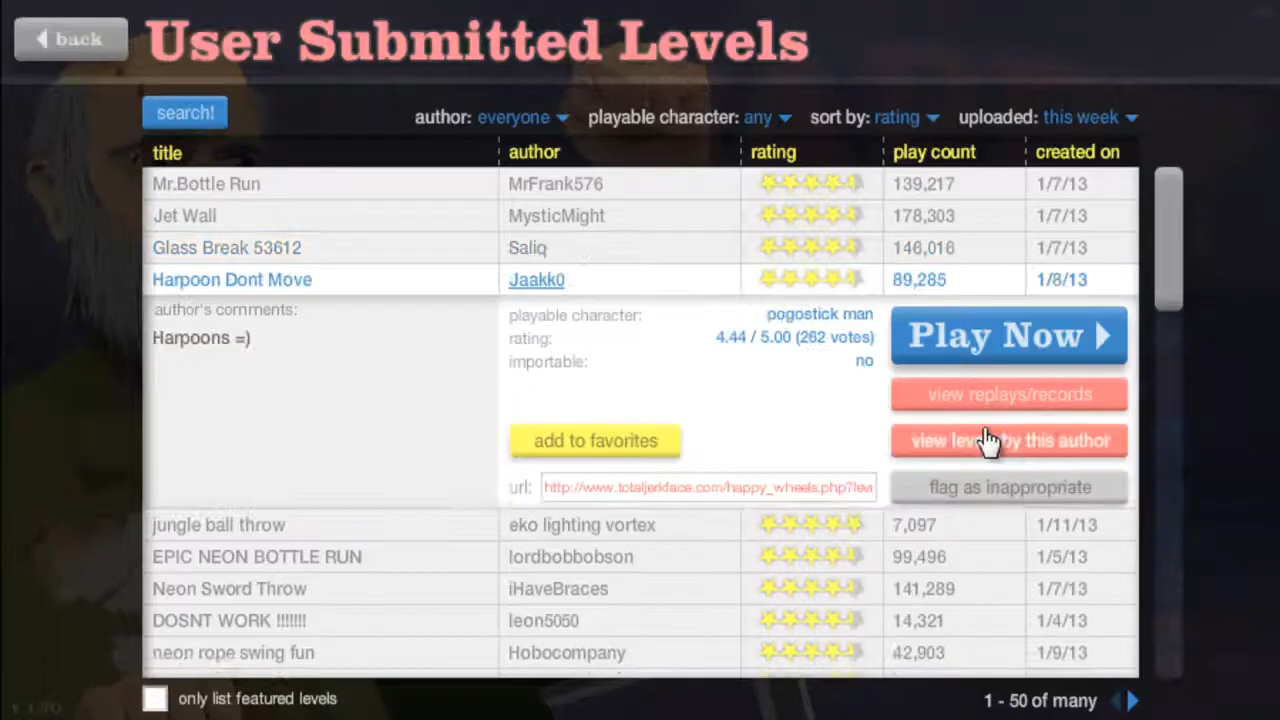 back
User Submitted Levels
search!
author: everyone playable character: any sort by: rating uploaded: this week
title author rating play count created on
Mr.Bottle Run MrFrank576 139,217 1/7/13
Jet Wall MysticMight 178,303 1/7/13
Glass Break 53612 Saliq 146,016 1/7/13
Harpoon Dont Move Jaakk0 89,285 1/8/13
author's comments:
Harpoons =)
playable character: pogostick man
rating: 4.44 / 5.00 (262 votes)
importable: no
Play Now
view replays/records
add to favorites
view by this author
url: http://www.totaljerkface.com/happy_wheels.php?lev
flag as inappropriate
jungle ball throw eko lighting vortex 7,097 1/11/13
EPIC NEON BOTTLE RUN lordbobbobson 99,496 1/5/13
Neon Sword Throw iHaveBraces 141,289 1/7/13
DOSNT WORK !!!!!!! leon5050 14,321 1/4/13
neon rope swing fun Hobocompany 42,903 1/9/13
only list featured levels
1 - 50 of many